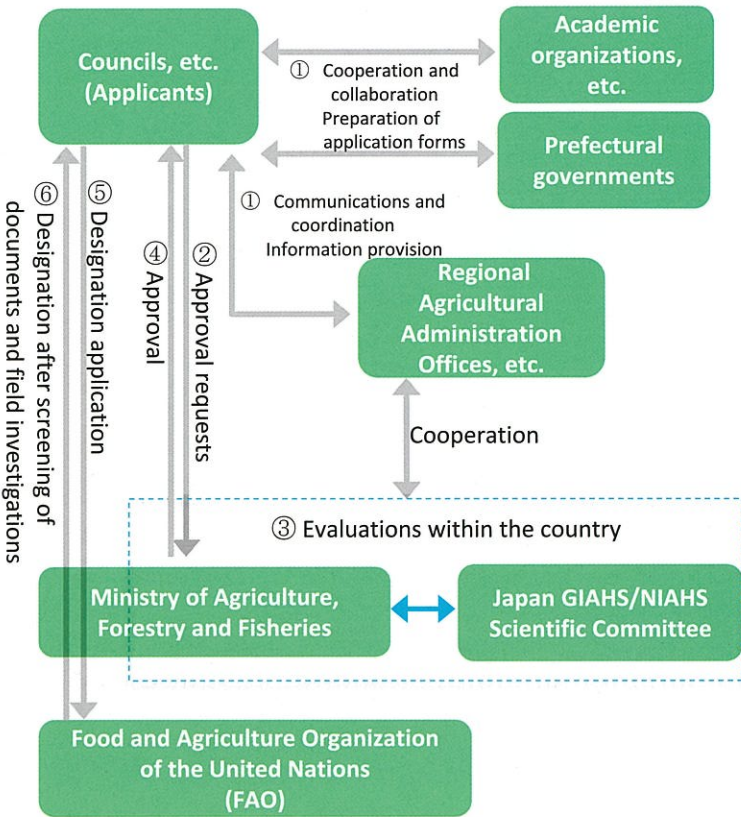 Councils, etc.
(Applicants)
Academic
organizations,
etc.
① Cooperation and
collaboration
Preparation of
application forms
Prefectural
governments
① Communications and
coordination
Information provision
Regional
Agricultural
Administration
Offices, etc.
⑥ Designation after screening of
documents and field investigations
⑤ Designation application
④ Approval
② Approval requests
Cooperation
③ Evaluations within the country
Ministry of Agriculture,
Forestry and Fisheries
Japan GIAHS/NIAHS
Scientific Committee
Food and Agriculture Organization
of the United Nations
(FAO)